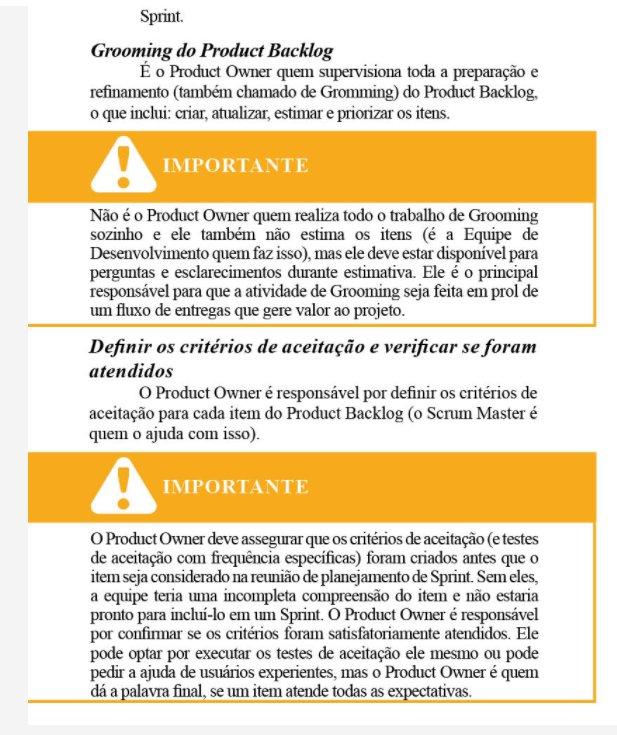 Sprint.
Grooming do Product Backlog
É o Product Owner quem supervisiona toda a preparação e
refinamento (também chamado de Gromming) do Product Backlog,
o que inclui: criar, atualizar, estimar e priorizar os itens.
IMPORTANTE
Não é o Product Owner quem realiza todo o trabalho de Grooming
sozinho e ele também não estima os itens (é a Equipe de
Desenvolvimento quem faz isso), mas ele deve estar disponível para
perguntas e esclarecimentos durante estimativa. Ele é o principal
responsável para que a atividade de Grooming seja feita em prol de
um fluxo de entregas que gere valor ao projeto.
Definir os critérios de aceitação e verificar se foram
atendidos
O Product Owner é responsável por definir os critérios de
aceitação para cada item do Product Backlog (o Scrum Master é
quem o ajuda com isso).
IMPORTANTE
O Product Owner deve assegurar que os critérios de aceitação (e testes
de aceitação com frequência específicas) foram criados antes que o
item seja considerado na reunião de planejamento de Sprint. Sem eles,
a equipe teria uma incompleta compreensão do item e não estaria
pronto para incluí-lo em um Sprint. O Product Owner é responsável
por confirmar se os critérios foram satisfatoriamente atendidos. Ele
pode optar por executar os testes de aceitação ele mesmo ou pode
pedir a ajuda de usuários experientes, mas o Product Owner é quem
dá a palavra final, se um item atende todas as expectativas.